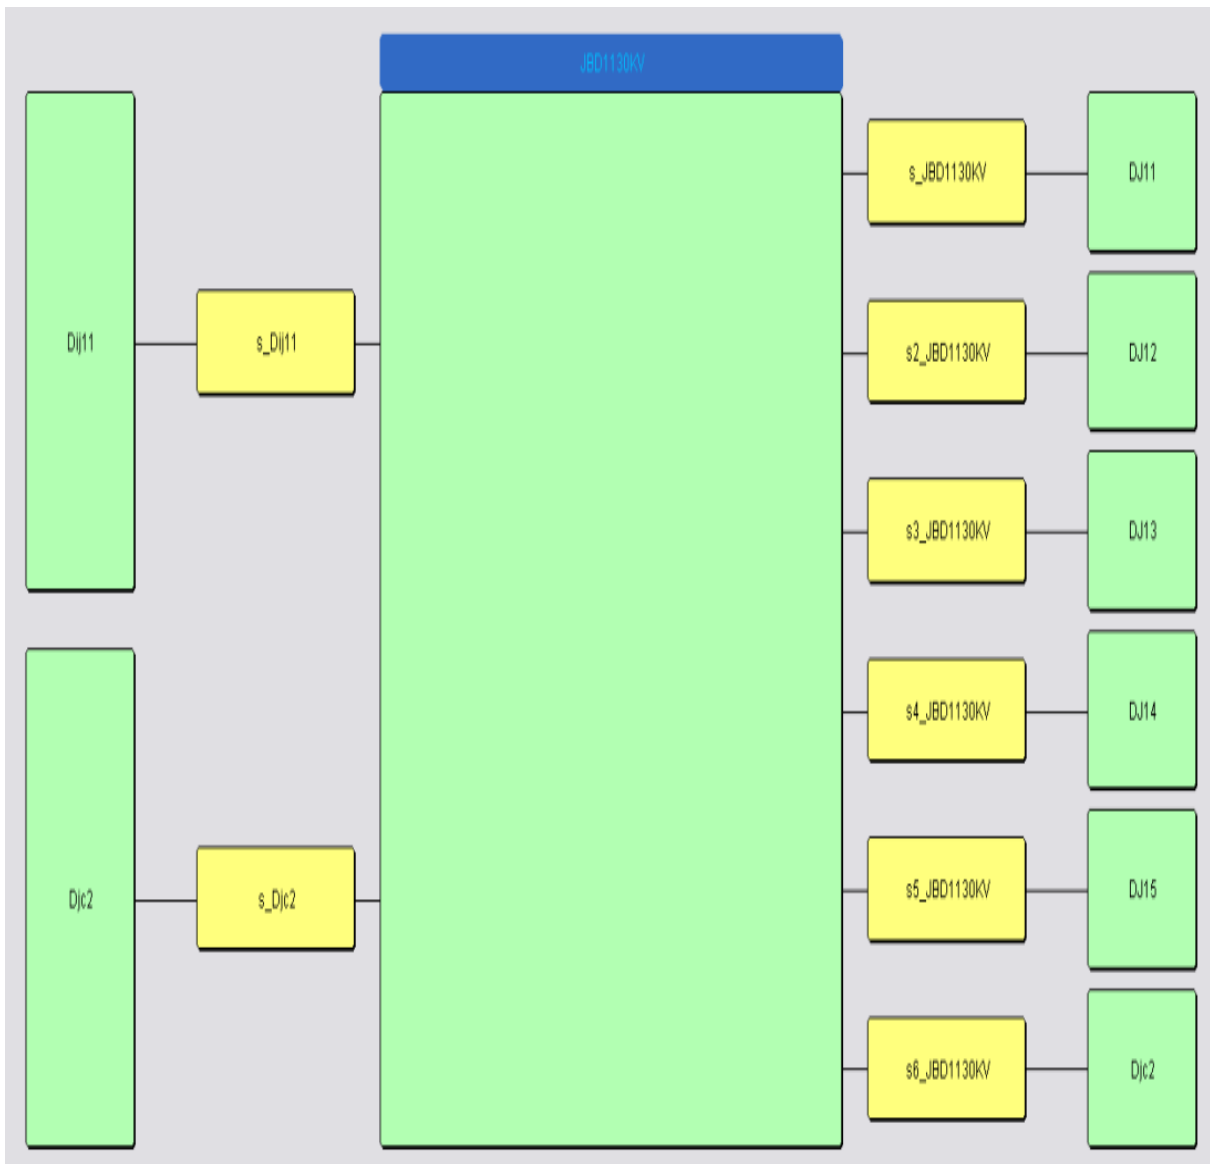 JBD1130KV
s_JBD1130KV
DJ11
Dij11
s_Dij11
s2_JBD1130KV
DJ12
s3_JBD1130KV
DJ13
s4_JBD1130KV
DJ14
Djc2
s_Djc2
s5_JBD1130KV
DJ15
s6_JBD1130KV
Djc2